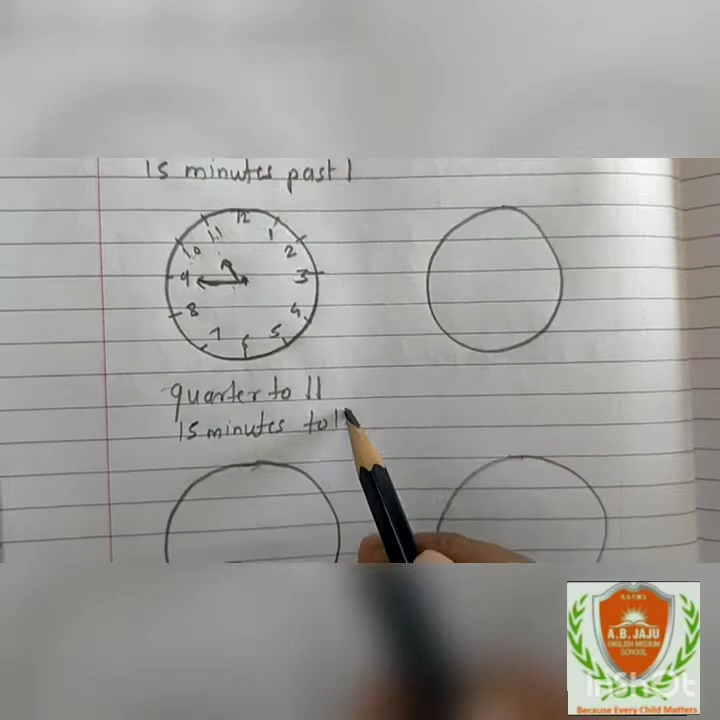 15 minutes past 1
12
11 1
10 2
9 3
8 4
7 5
6
quarter to 11
15 minutes to 11
A.B. JAJU
ENGLISH MEDIUM
SCHOOL
InShOt
Because Every Child Matters